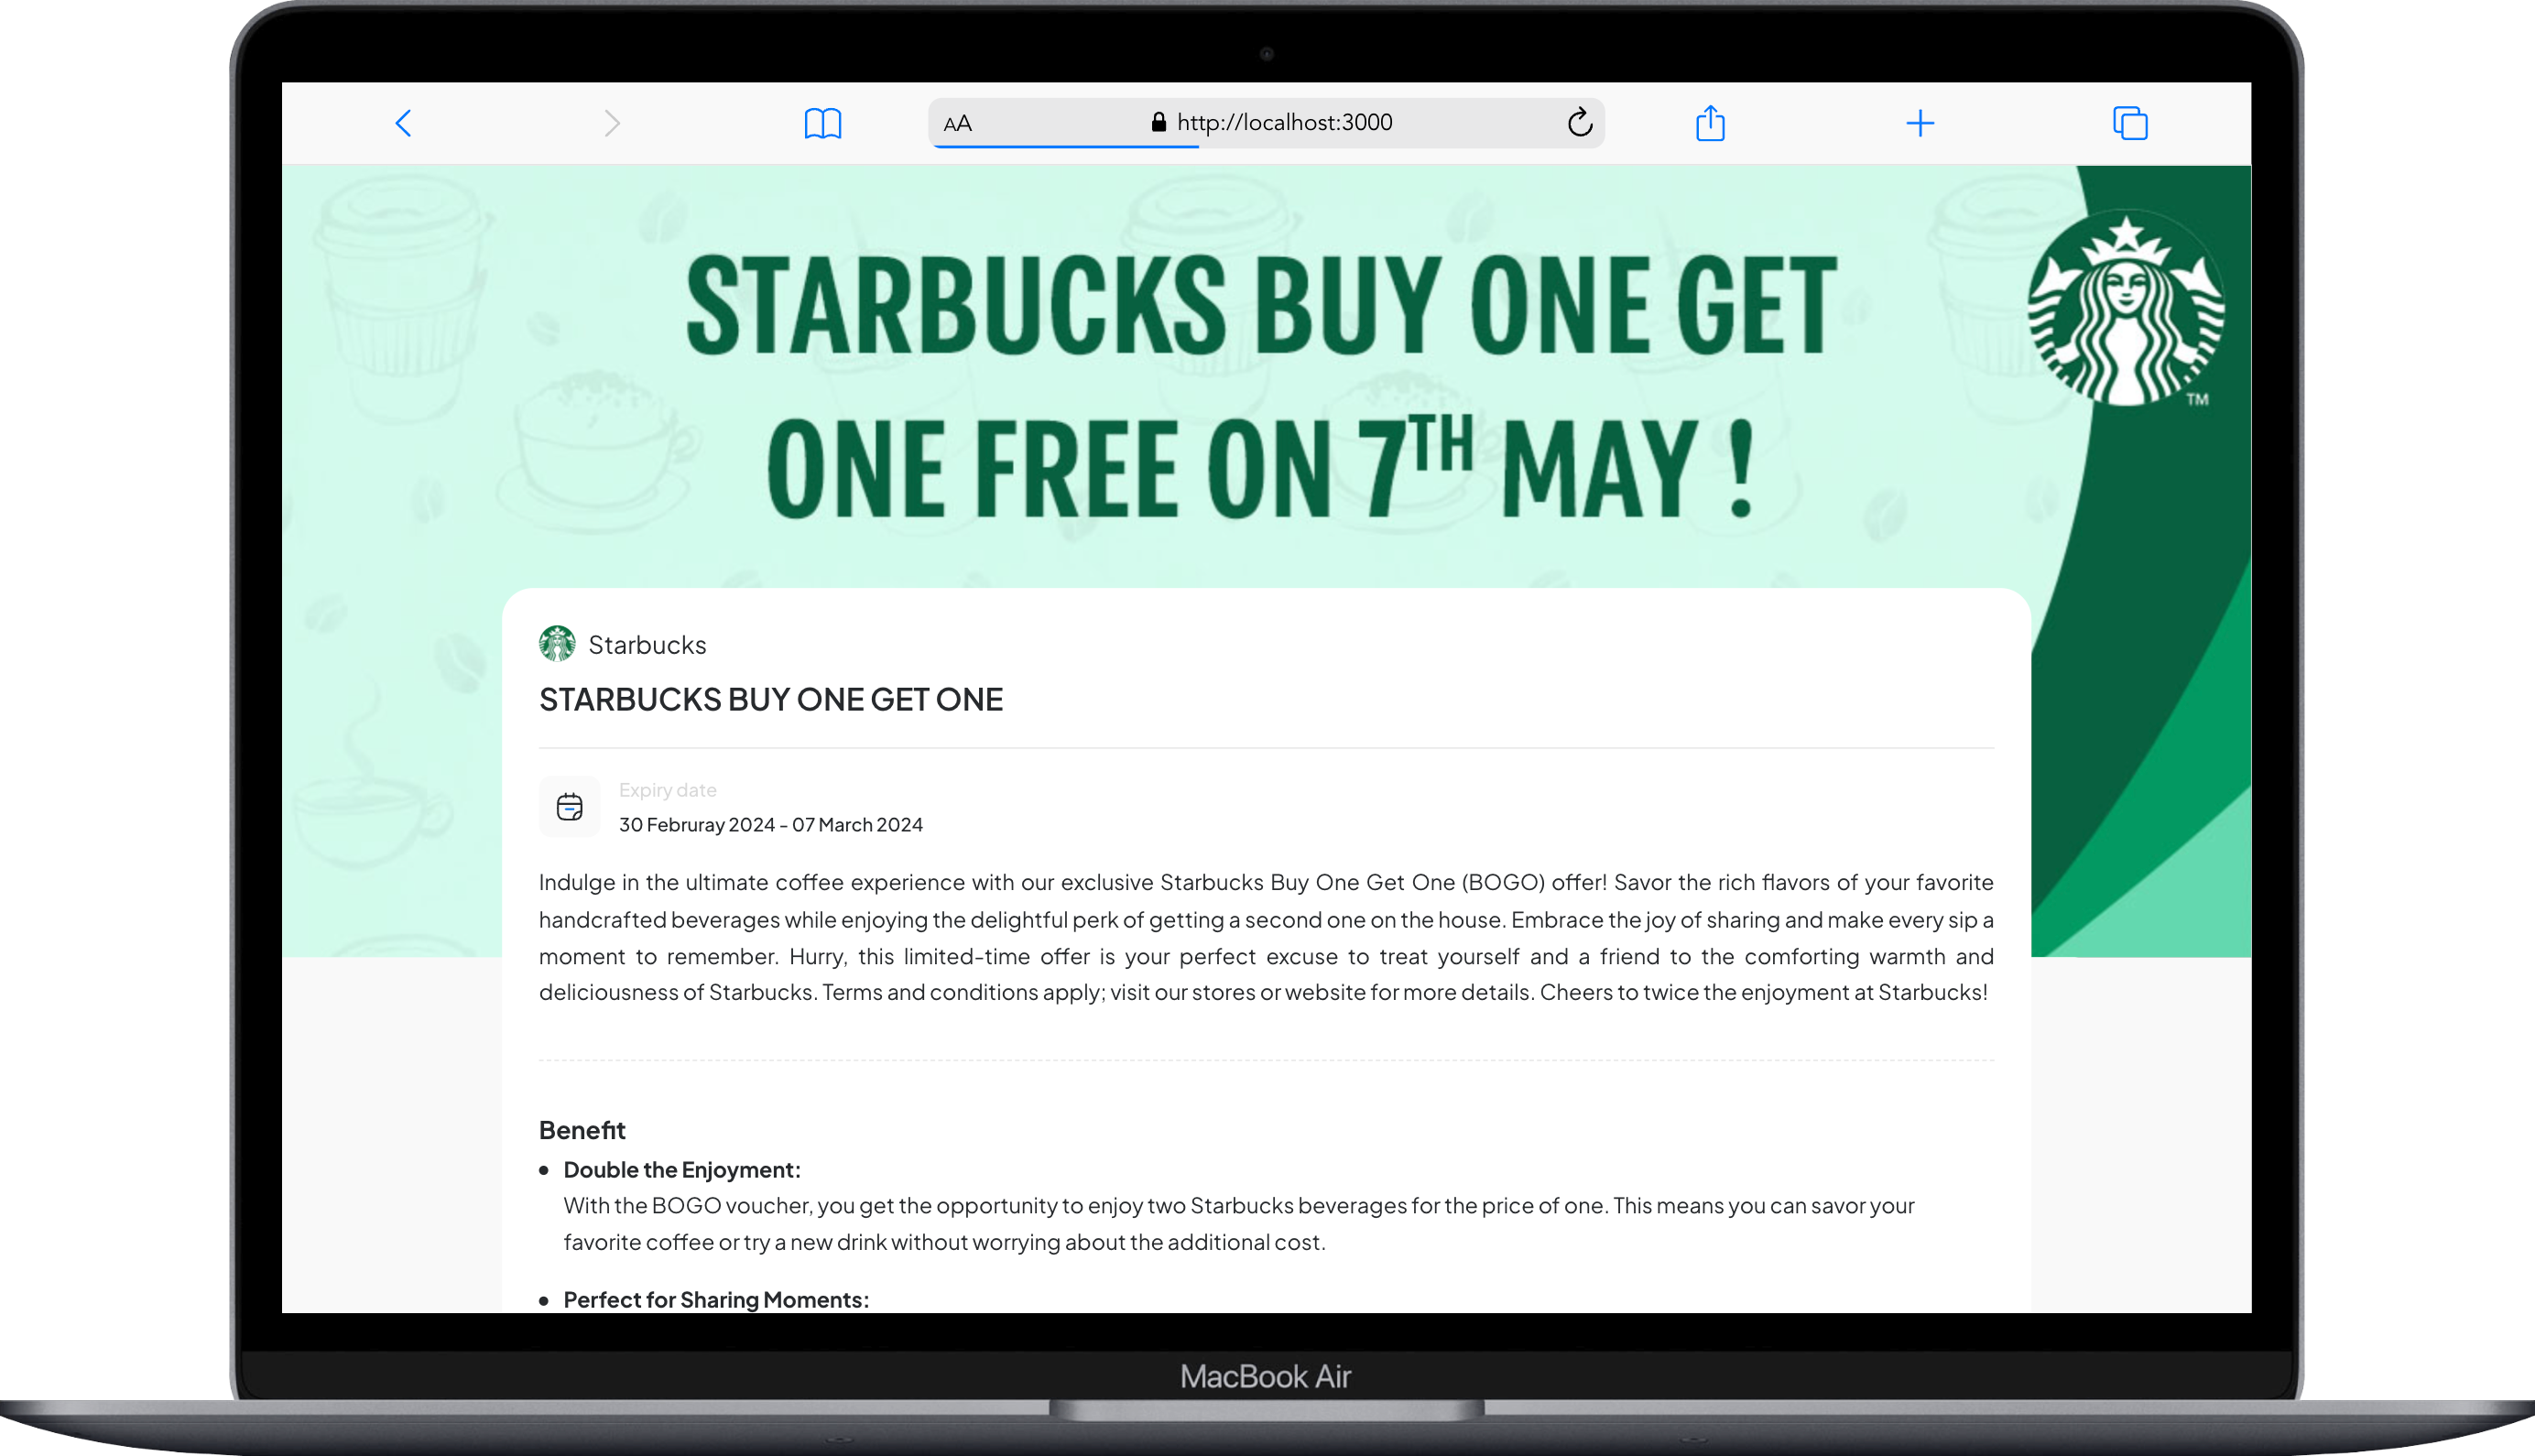 AA http://localhost:3000
STARBUCKS BUY ONE GET
ONE FREE ON 7TH MAY !
TM
Starbucks
STARBUCKS BUY ONE GET ONE
Expiry date
30 Februray 2024 - 07 March 2024
Indulge in the ultimate coffee experience with our exclusive Starbucks Buy One Get One (BOGO) offer! Savor the rich flavors of your favorite
handcrafted beverages while enjoying the delightful perk of getting a second one on the house. Embrace the joy of sharing and make every sip a
moment to remember. Hurry, this limited-time offer is your perfect excuse to treat yourself and a friend to the comforting warmth and
deliciousness of Starbucks. Terms and conditions apply; visit our stores or website for more details. Cheers to twice the enjoyment at Starbucks!
Benefit
• Double the Enjoyment:
With the BOGO voucher, you get the opportunity to enjoy two Starbucks beverages for the price of one. This means you can savor your
favorite coffee or try a new drink without worrying about the additional cost.
• Perfect for Sharing Moments:
MacBook Air